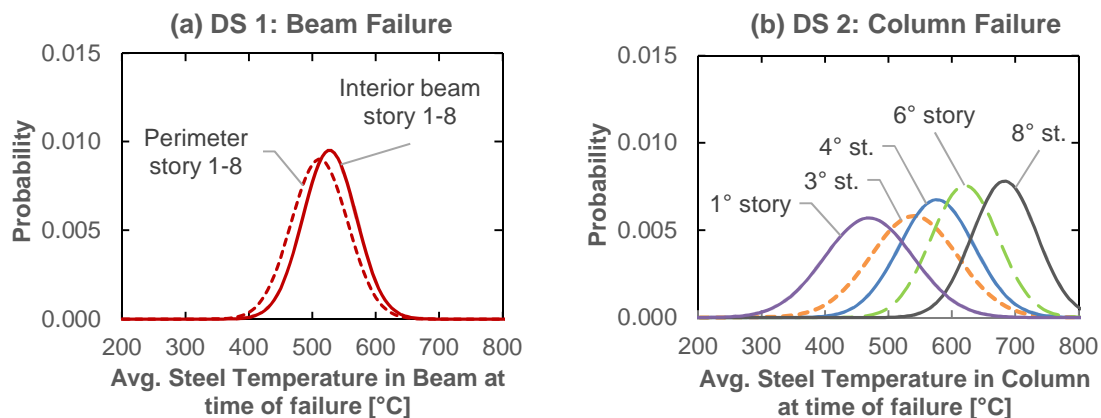 (a) DS 1: Beam Failure
0.015
0.010
0.005
0.000
Probability
Interior beam
story 1-8
Perimeter
story 1-8
200 300 400 500 600 700 800
Avg. Steel Temperature in Beam at
time of failure [°C]
(b) DS 2: Column Failure
0.015
0.010
0.005
0.000
Probability
6° story
4° st.
8° st.
3° st.
1° story
200 300 400 500 600 700 800
Avg. Steel Temperature in Column
at time of failure [°C]